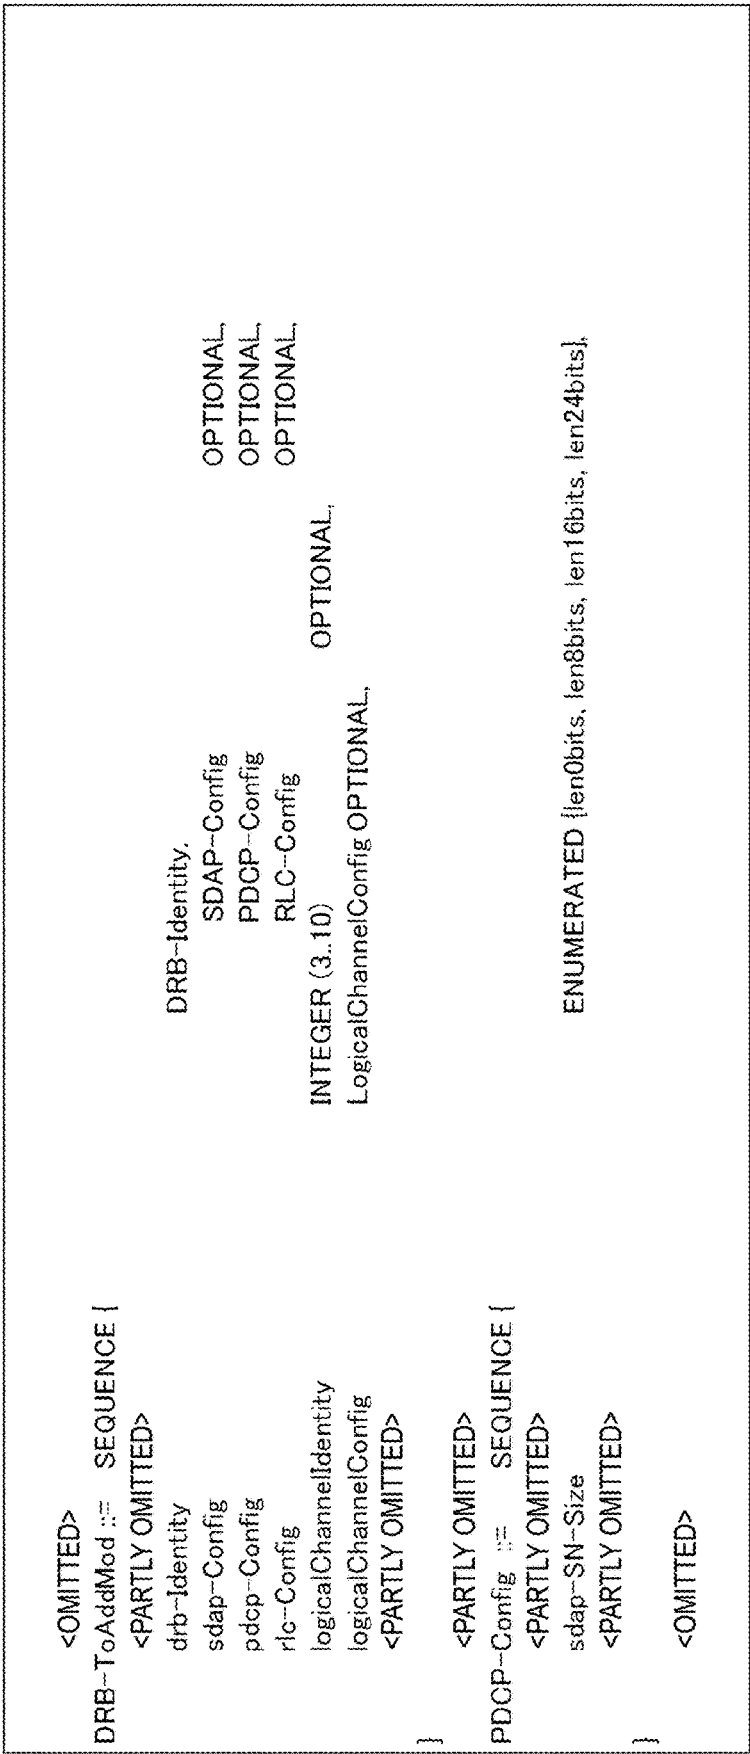 <OMITTED>
DRB-ToAddMod ::= SEQUENCE {
<PARTLY OMITTED>
drb-Identity DRB-Identity,
sdap-Config SDAP-Config OPTIONAL,
pdcp-Config PDCP-Config OPTIONAL,
rlc-Config RLC-Config OPTIONAL,
logicalChannelIdentity INTEGER (3..10) OPTIONAL,
logicalChannelConfig LogicalChannelConfig OPTIONAL,
<PARTLY OMITTED>
}
<PARTLY OMITTED>
PDCP-Config ::= SEQUENCE {
<PARTLY OMITTED>
sdap-SN-Size ENUMERATED {len0bits, len8bits, len16bits, len24bits},
<PARTLY OMITTED>
}
<OMITTED>